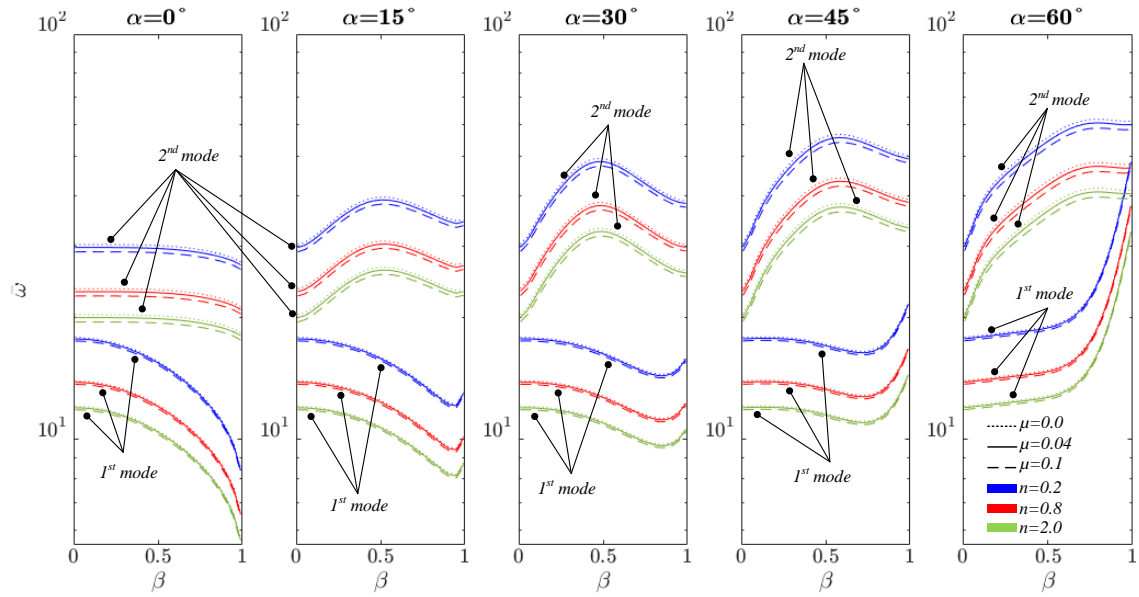 α=0° α=15° α=30° α=45° α=60°
10² 10² 10² 10² 10²
2nd mode 2nd mode 2nd mode 2nd mode
ω̄
1st mode
10¹ 10¹ 10¹ 10¹ 10¹
1st mode 1st mode 1st mode 1st mode
μ=0.0
μ=0.04
μ=0.1
n=0.2
n=0.8
n=2.0
0 0.5 1 0 0.5 1 0 0.5 1 0 0.5 1 0 0.5 1
β β β β β